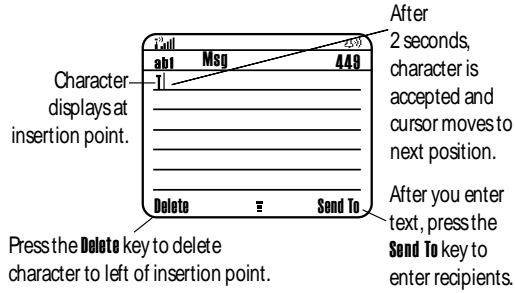 After
2 seconds,
character is
accepted and
cursor moves to
next position.
ab1 Msg 449
T
Character
displays at
insertion point.
Delete Send To
After you enter
text, press the
Send To key to
enter recipients.
Press the Delete key to delete
character to left of insertion point.